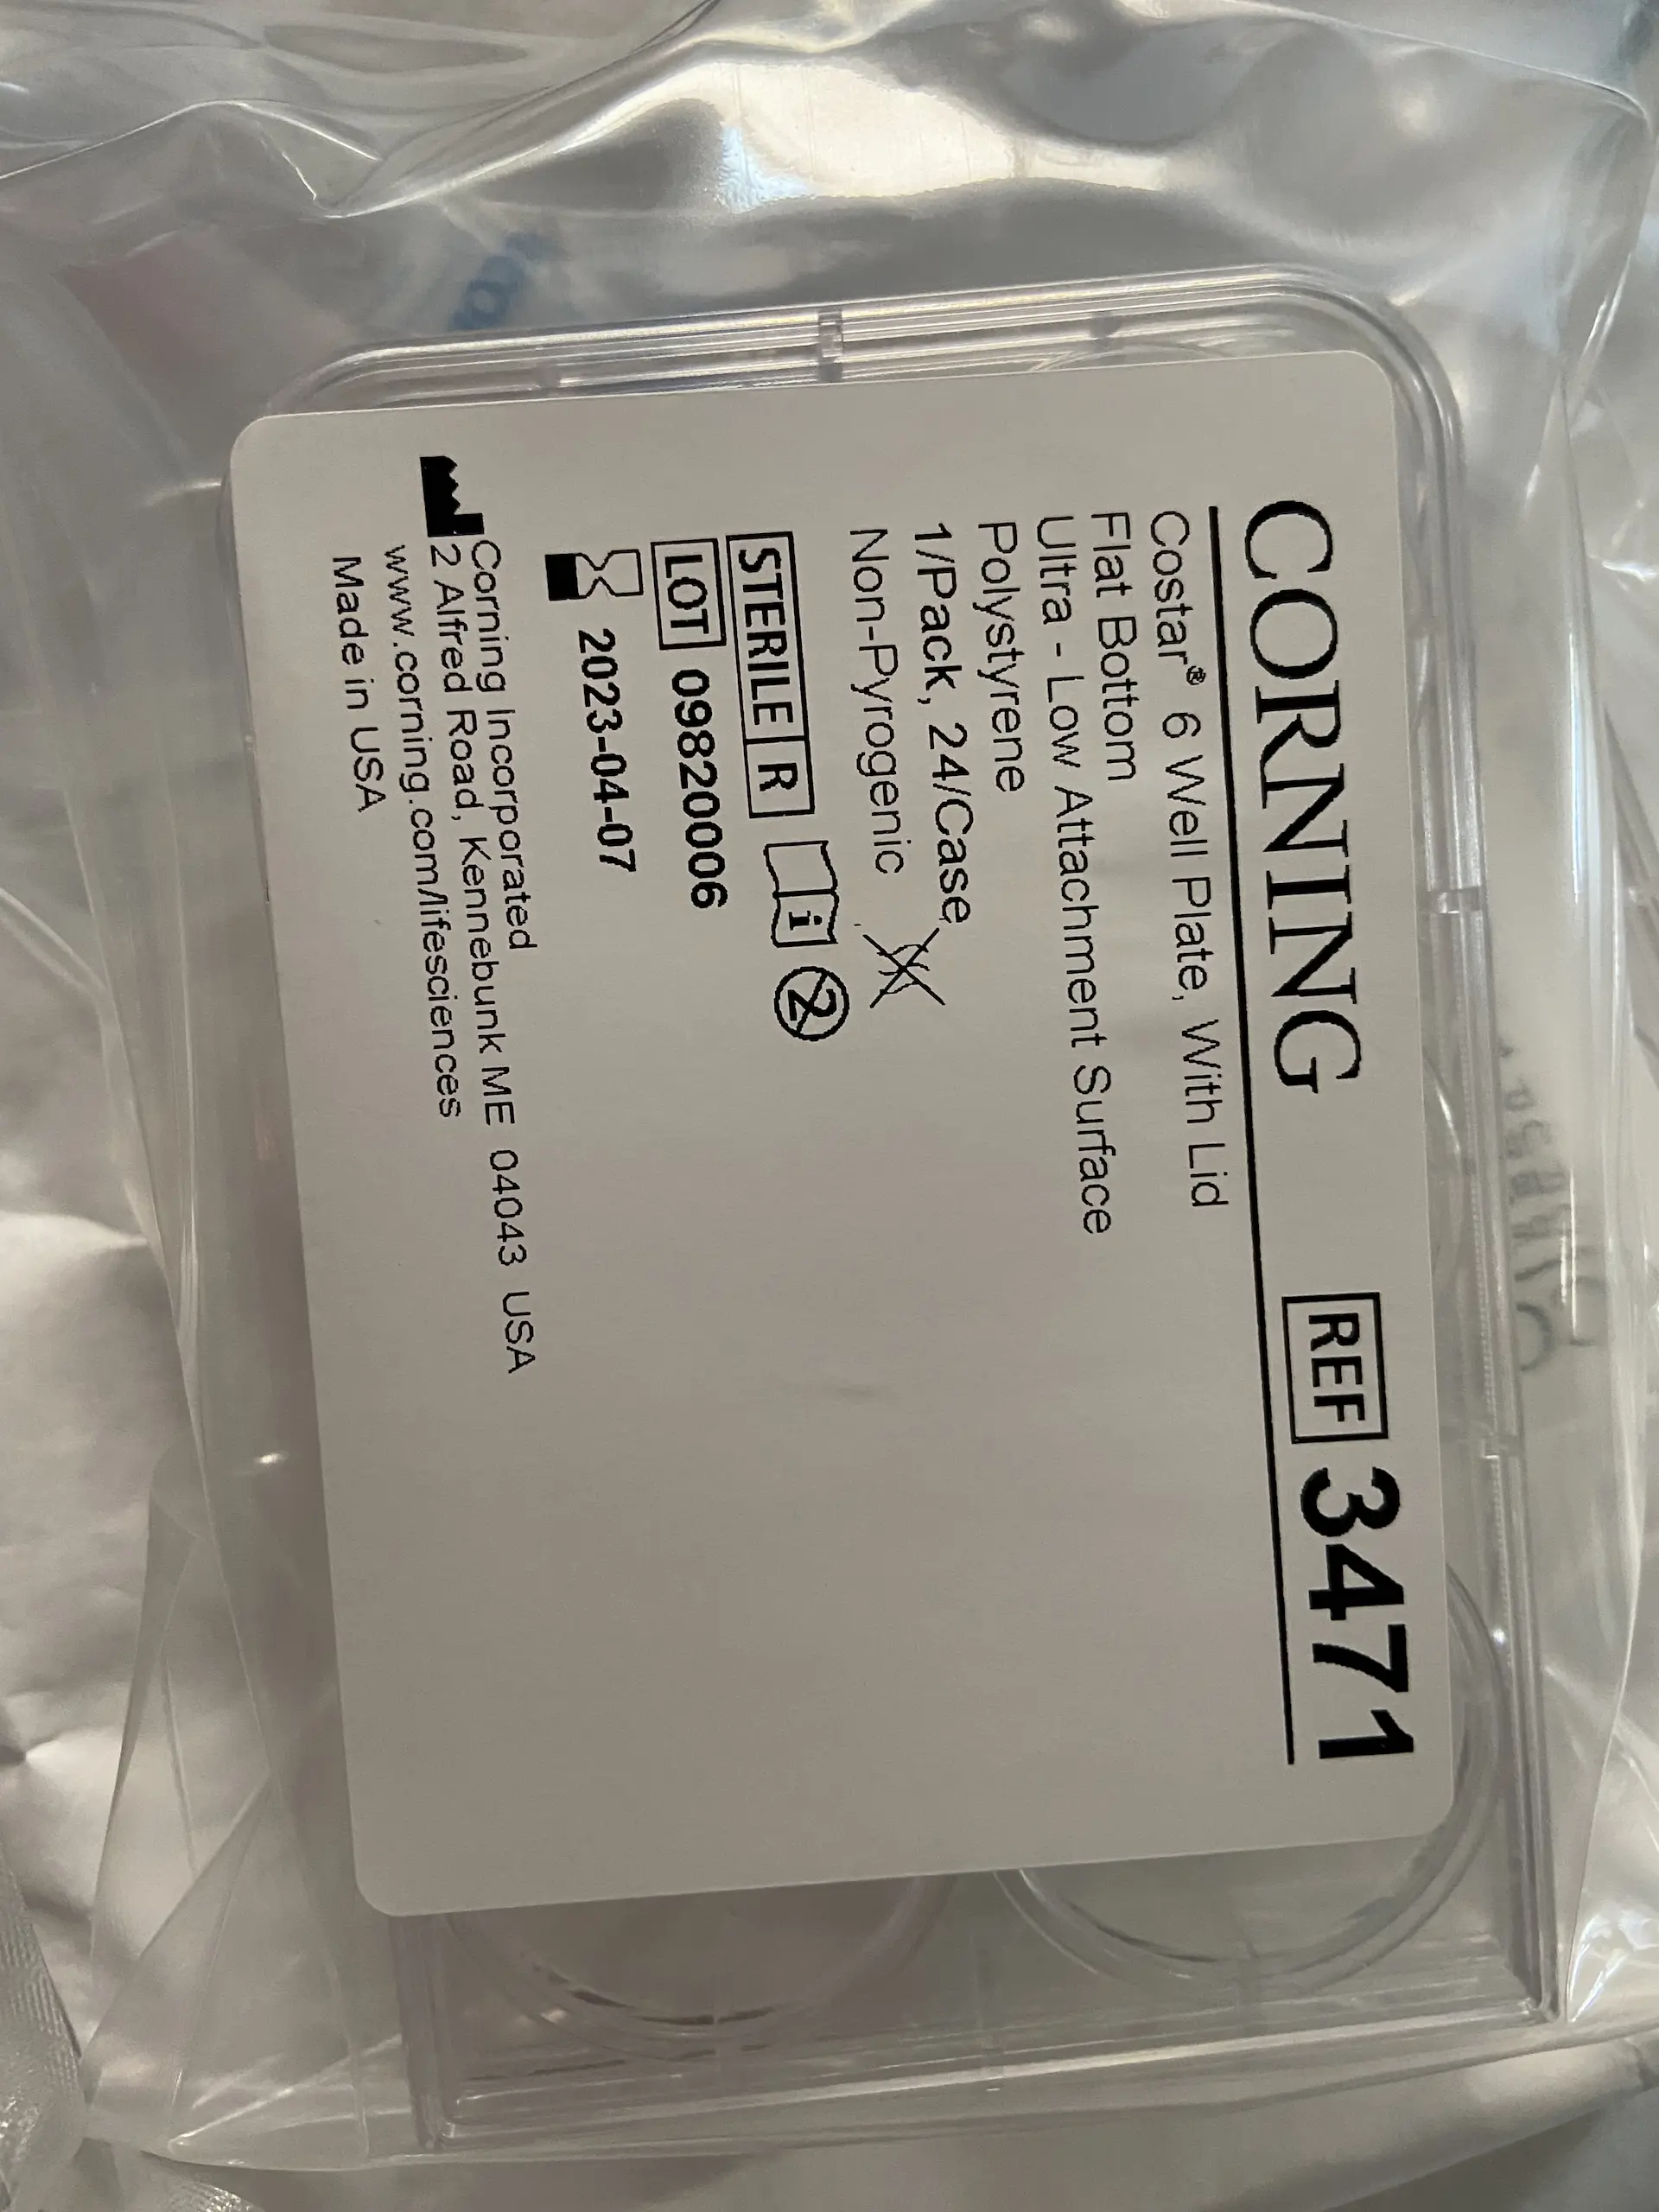 CORNING REF 3471
Costar® 6 Well Plate, With Lid
Flat Bottom
Ultra - Low Attachment Surface
Polystyrene
1/Pack, 24/Case
Non-Pyrogenic
STERILE R i 2
LOT 09820006
2023-04-07
Corning Incorporated
2 Alfred Road, Kennebunk ME 04043 USA
www.corning.com/lifesciences
Made in USA